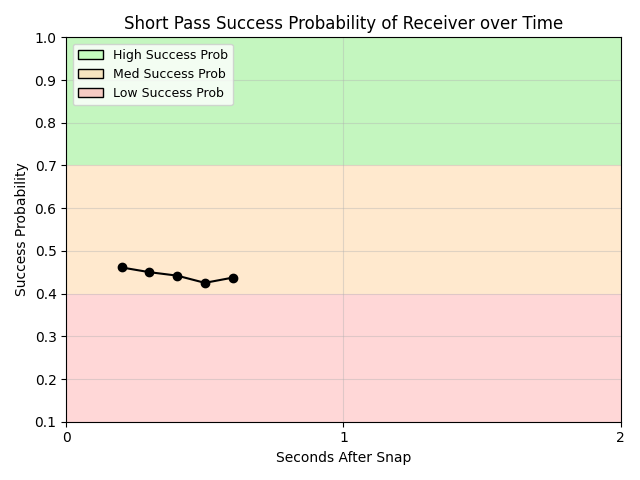 Short Pass Success Probability of Receiver over Time
High Success Prob
Med Success Prob
Low Success Prob
Success Probability
1.0
0.9
0.8
0.7
0.6
0.5
0.4
0.3
0.2
0.1
0 1 2
Seconds After Snap